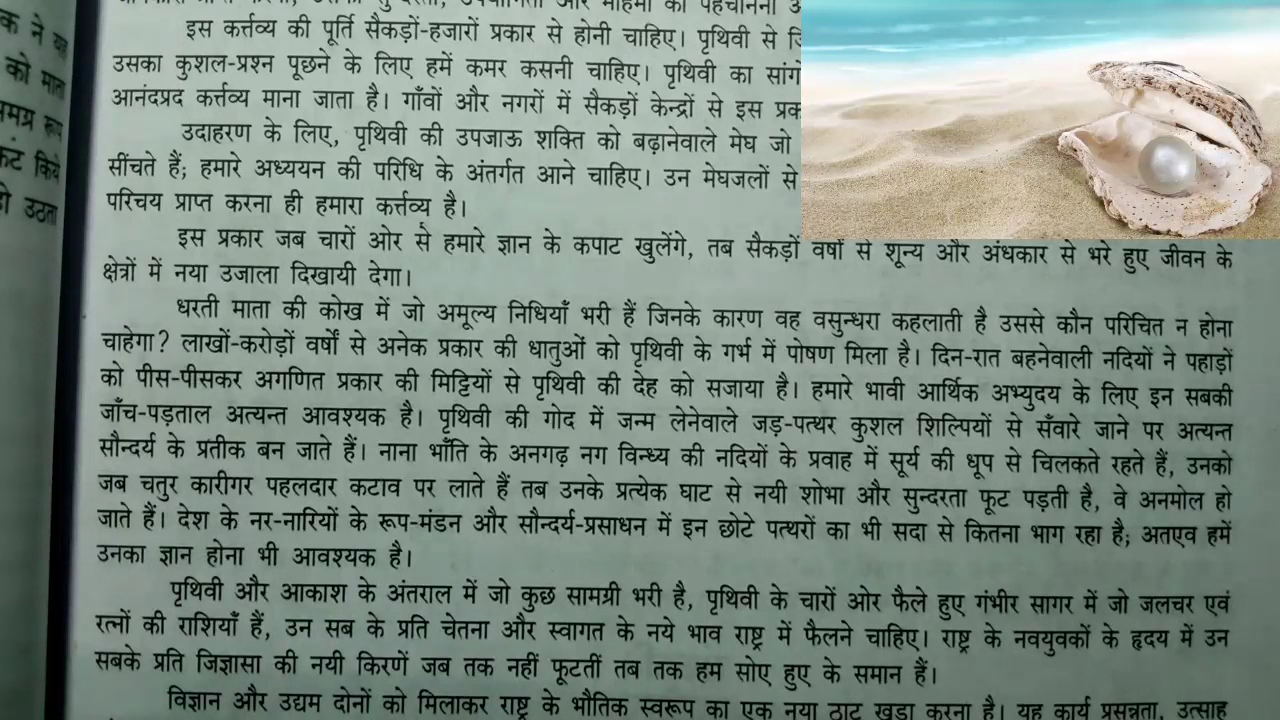 क ने यह
को माता
समग्र रूप
कट किये
हो उठता
इस कर्त्तव्य की पूर्ति सैकड़ों-हजारों प्रकार से होनी चाहिए। पृथिवी से
उसका कुशल-प्रश्न पूछने के लिए हमें कमर कसनी चाहिए। पृथिवी का
आनंदप्रद कर्त्तव्य माना जाता है। गाँवों और नगरों में सैकड़ों केन्द्रों से इस
उदाहरण के लिए, पृथिवी की उपजाऊ शक्ति को बढ़ानेवाले मेघ जो
सींचते हैं; हमारे अध्ययन की परिधि के अंतर्गत आने चाहिए। उन मेघजलों से
परिचय प्राप्त करना ही हमारा कर्त्तव्य है।
इस प्रकार जब चारों ओर से हमारे ज्ञान के कपाट खुलेंगे, तब सैकड़ों वर्षों से शून्य और अंधकार से भरे हुए जीवन के
क्षेत्रों में नया उजाला दिखायी देगा।
धरती माता की कोख में जो अमूल्य निधियाँ भरी हैं जिनके कारण वह वसुन्धरा कहलाती है उससे कौन परिचित न होना
चाहेगा? लाखों-करोड़ों वर्षों से अनेक प्रकार की धातुओं को पृथिवी के गर्भ में पोषण मिला है। दिन-रात बहनेवाली नदियों ने पहाड़ों
को पीस-पीसकर अगणित प्रकार की मिट्टियों से पृथिवी की देह को सजाया है। हमारे भावी आर्थिक अभ्युदय के लिए इन सबकी
जाँच-पड़ताल अत्यन्त आवश्यक है। पृथिवी की गोद में जन्म लेनेवाले जड़-पत्थर कुशल शिल्पियों से सँवारे जाने पर अत्यन्त
सौन्दर्य के प्रतीक बन जाते हैं। नाना भाँति के अनगढ़ नग विन्ध्य की नदियों के प्रवाह में सूर्य की धूप से चिलकते रहते हैं, उनको
जब चतुर कारीगर पहलदार कटाव पर लाते हैं तब उनके प्रत्येक घाट से नयी शोभा और सुन्दरता फूट पड़ती है, वे अनमोल हो
जाते हैं। देश के नर-नारियों के रूप-मंडन और सौन्दर्य-प्रसाधन में इन छोटे पत्थरों का भी सदा से कितना भाग रहा है; अतएव हमें
उनका ज्ञान होना भी आवश्यक है।
पृथिवी और आकाश के अंतराल में जो कुछ सामग्री भरी है, पृथिवी के चारों ओर फैले हुए गंभीर सागर में जो जलचर एवं
रत्नों की राशियाँ हैं, उन सब के प्रति चेतना और स्वागत के नये भाव राष्ट्र में फैलने चाहिए। राष्ट्र के नवयुवकों के हृदय में उन
सबके प्रति जिज्ञासा की नयी किरणें जब तक नहीं फूटतीं तब तक हम सोए हुए के समान हैं।
विज्ञान और उद्यम दोनों को मिलाकर राष्ट्र के भौतिक स्वरूप का एक नया ठाट खड़ा करना है। यह कार्य प्रसन्नता, उत्साह